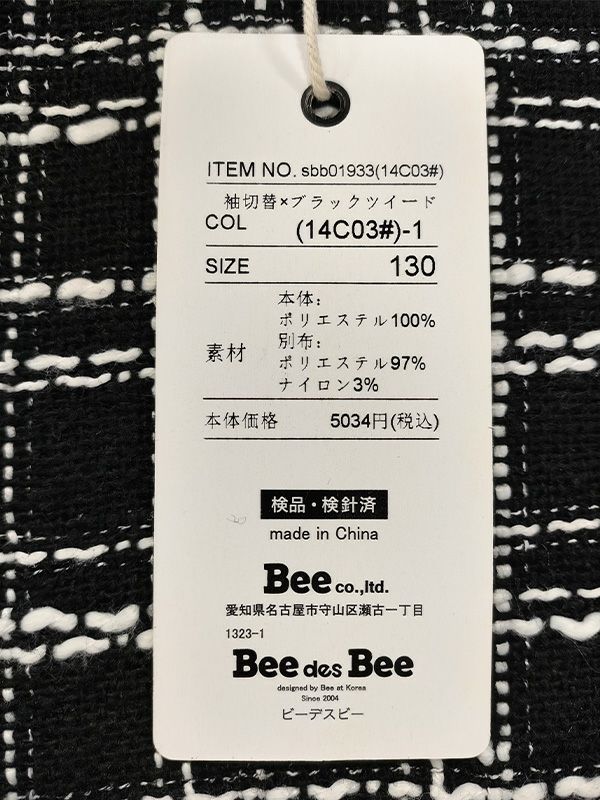 ITEM NO. sbb01933(14C03#)
袖切替×ブラックツイード
COL (14C03#)-1
SIZE 130
本体:
ポリエステル100%
別布:
素材 ポリエステル97%
ナイロン3%
本体価格 5034円(税込)
検品・検針済
made in China
Bee co.,ltd.
愛知県名古屋市守山区瀬古一丁目
1323-1
Bee des Bee
designed by Bee at Korea
Since 2004
ビーデスビー